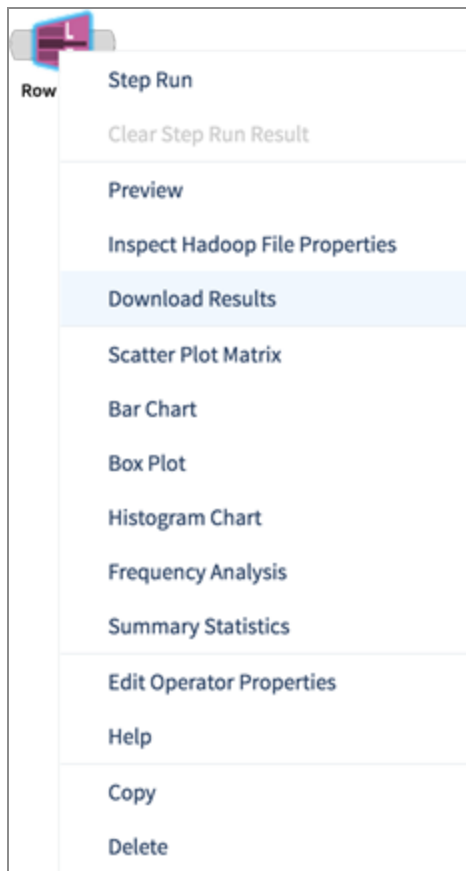 L
Row
Step Run
Clear Step Run Result
Preview
Inspect Hadoop File Properties
Download Results
Scatter Plot Matrix
Bar Chart
Box Plot
Histogram Chart
Frequency Analysis
Summary Statistics
Edit Operator Properties
Help
Copy
Delete